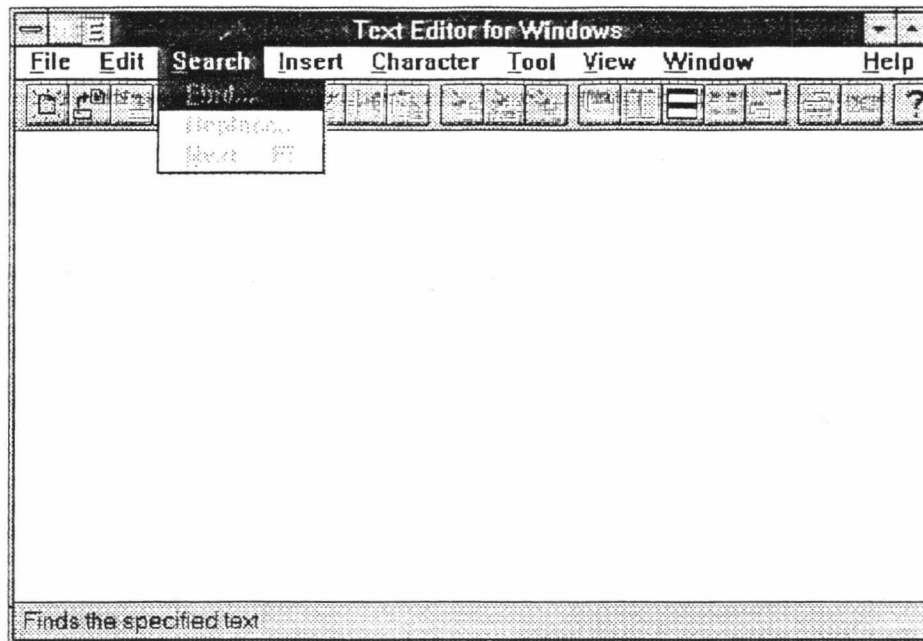 Text Editor for Windows
File Edit Search Insert Character Tool View Window Help
?
Find...
Replace...
Next F3
Finds the specified text